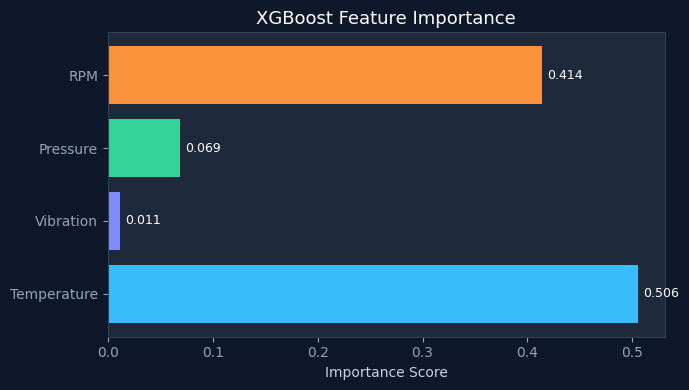 XGBoost Feature Importance
RPM
0.414
Pressure
0.069
Vibration
0.011
Temperature
0.506
0.0 0.1 0.2 0.3 0.4 0.5
Importance Score